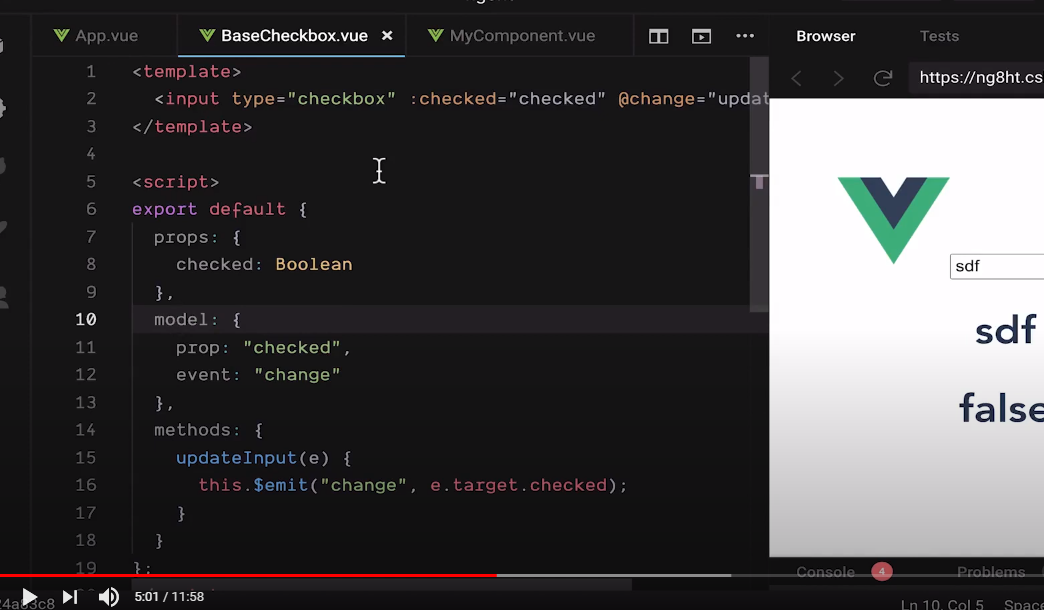 App.vue
BaseCheckbox.vue ×
MyComponent.vue
Browser
Tests
https://ng8ht.cs
1 <template>
2 <input type="checkbox" :checked="checked" @change="updat
3 </template>
4
5 <script>
6 export default {
7 props: {
8 checked: Boolean
9 },
10 model: {
11 prop: "checked",
12 event: "change"
13 },
14 methods: {
15 updateInput(e) {
16 this.$emit("change", e.target.checked);
17 }
18 }
19 };
sdf
sdf
false
Console 4
Problems
5:01 / 11:58
Ln 10, Col 5 Space